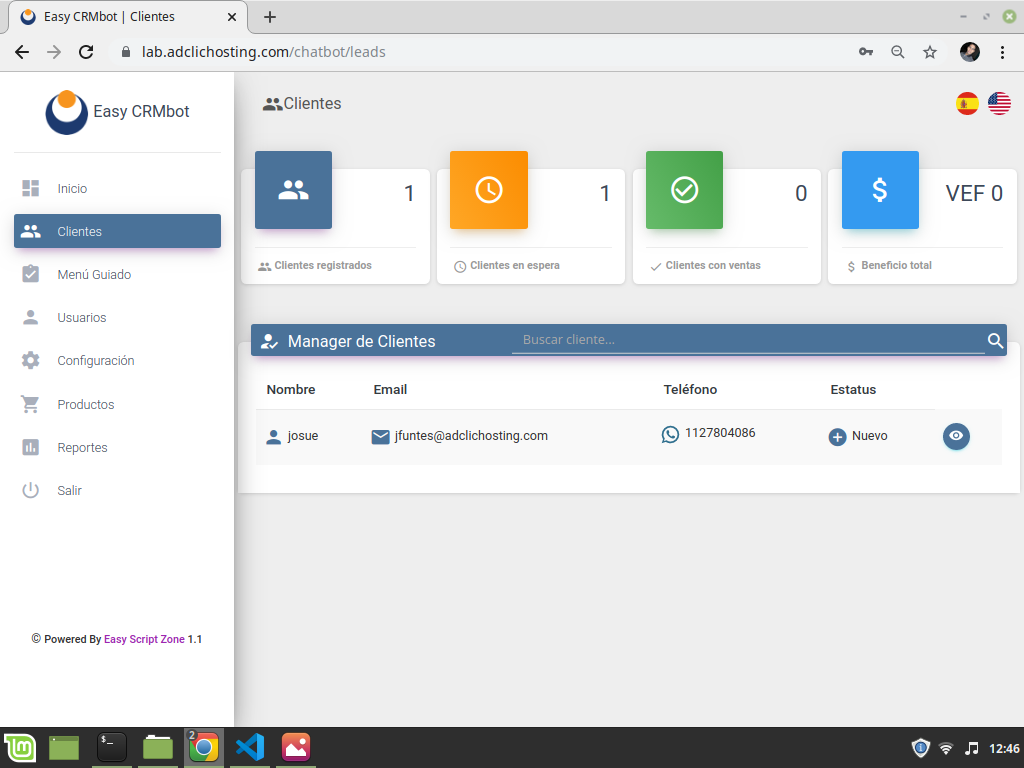 Easy CRMbot | Clientes
lab.adclichosting.com/chatbot/leads
Easy CRMbot
Clientes
Inicio
Clientes
Menú Guiado
Usuarios
Configuración
Productos
Reportes
Salir
© Powered By Easy Script Zone 1.1
1
Clientes registrados
1
Clientes en espera
0
Clientes con ventas
VEF 0
Beneficio total
Manager de Clientes Buscar cliente...
Nombre Email Teléfono Estatus
josue jfuntes@adclichosting.com 1127804086 Nuevo
2
12:46